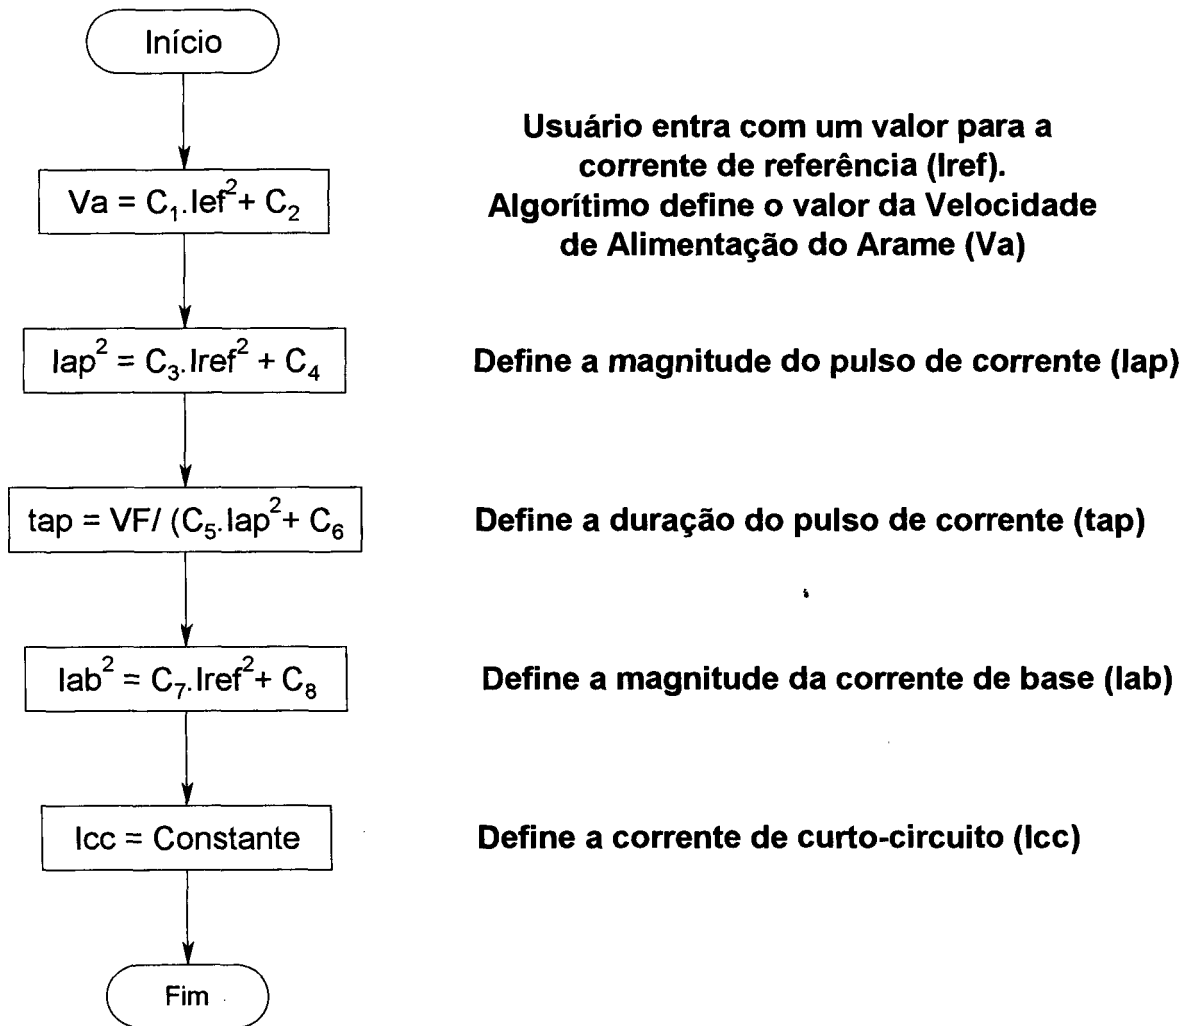 Início
Usuário entra com um valor para a
corrente de referência (Iref).
Va = C₁.Ief²+ C₂
Algorítimo define o valor da Velocidade
de Alimentação do Arame (Va)
Iap² = C₃.Iref² + C₄
Define a magnitude do pulso de corrente (Iap)
tap = VF/ (C₅.Iap²+ C₆
Define a duração do pulso de corrente (tap)
Iab² = C₇.Iref²+ C₈
Define a magnitude da corrente de base (Iab)
Icc = Constante
Define a corrente de curto-circuito (Icc)
Fim